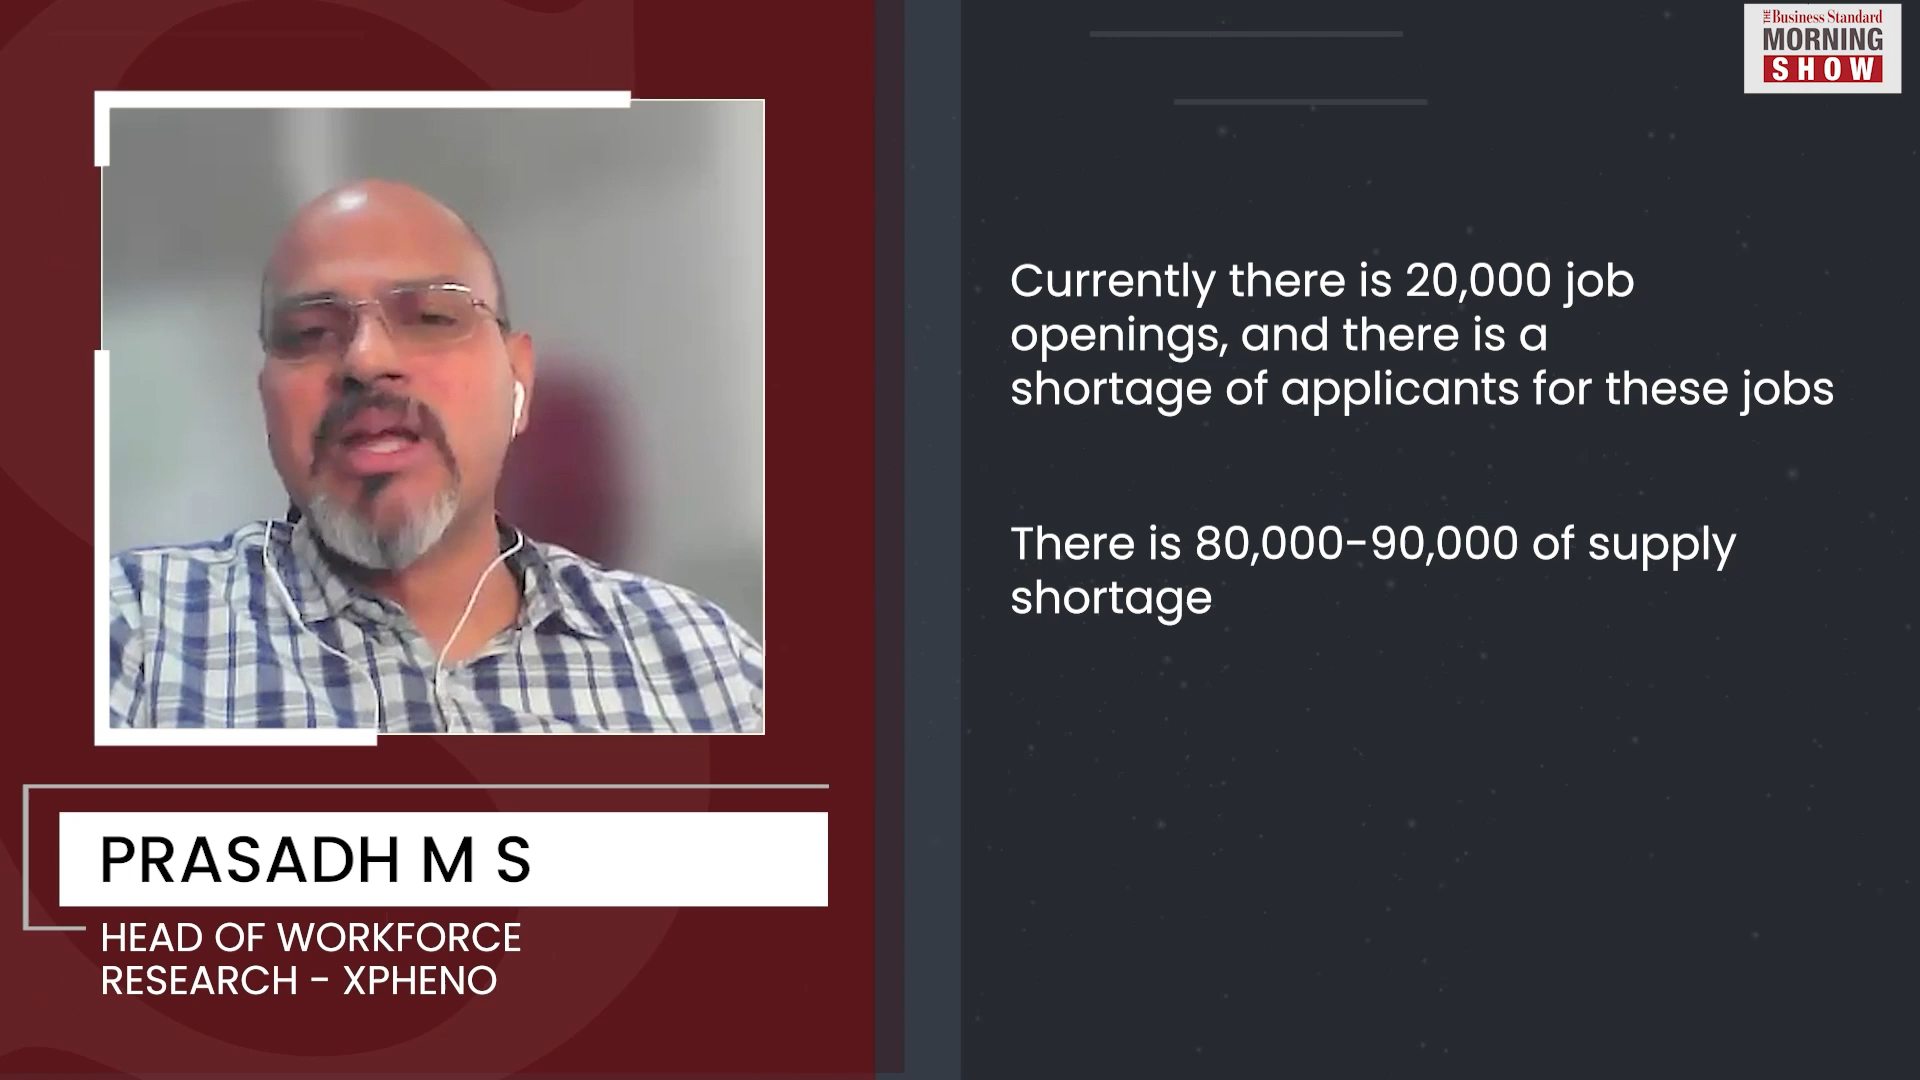 THE Business Standard
MORNING
SHOW
Currently there is 20,000 job
openings, and there is a
shortage of applicants for these jobs
There is 80,000-90,000 of supply
shortage
PRASADH M S
HEAD OF WORKFORCE
RESEARCH - XPHENO